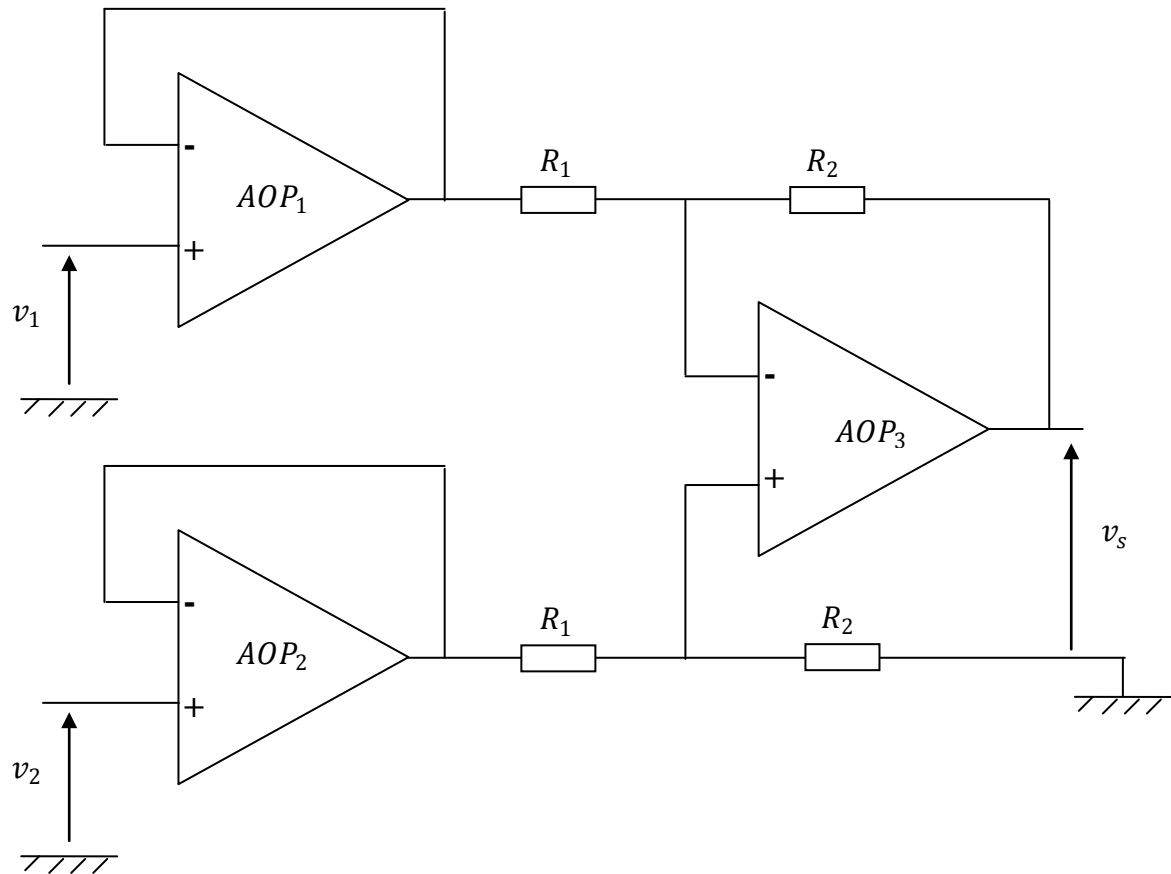 -
AOP₁
+
v₁
R₁
R₂
-
AOP₃
+
vₛ
-
AOP₂
+
v₂
R₁
R₂